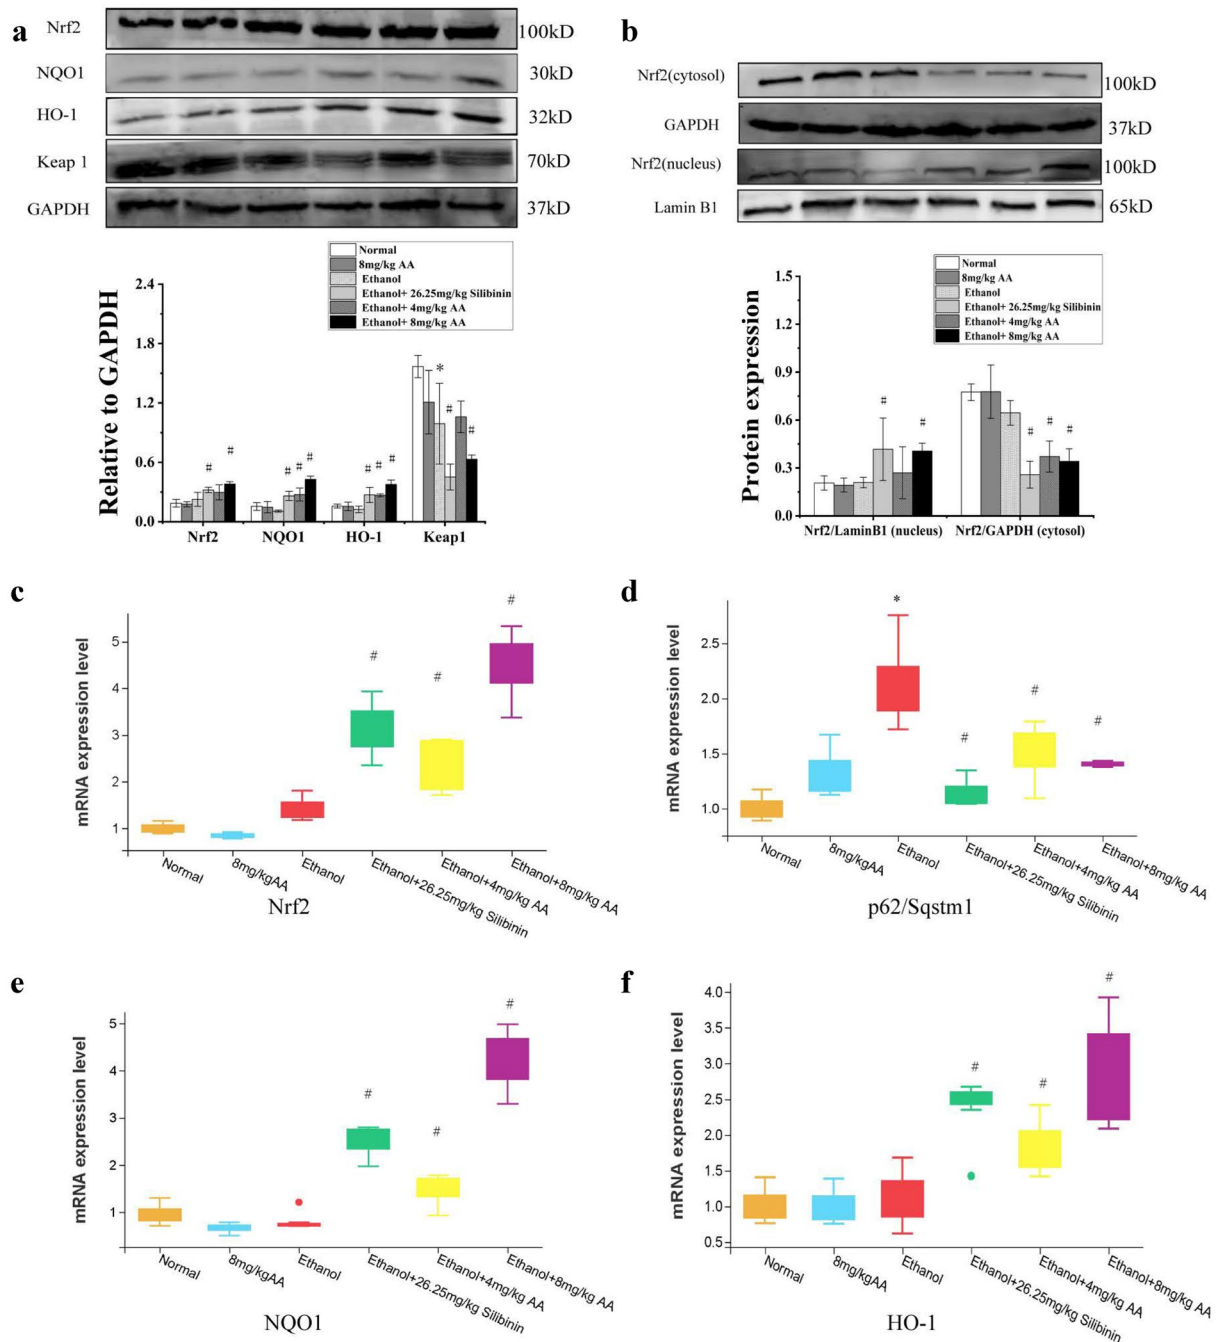 a
Nrf2
100kD
NQO1
30kD
HO-1
32kD
Keap 1
70kD
GAPDH
37kD
Normal
8mg/kg AA
Ethanol
Ethanol+ 26.25mg/kg Silibinin
Ethanol+ 4mg/kg AA
Ethanol+ 8mg/kg AA
Relative to GAPDH
2.4
1.8
1.2
0.6
0.0
# # # # # # # # * # #
Nrf2 NQO1 HO-1 Keap1
b
Nrf2(cytosol)
100kD
GAPDH
37kD
Nrf2(nucleus)
100kD
Lamin B1
65kD
Normal
8mg/kg AA
Ethanol
Ethanol+ 26.25mg/kg Silibinin
Ethanol+ 4mg/kg AA
Ethanol+ 8mg/kg AA
Protein expression
1.5
1.2
0.9
0.6
0.3
0.0
# # # # #
Nrf2/LaminB1 (nucleus) Nrf2/GAPDH (cytosol)
c
mRNA expression level
5
4
3
2
1
# # #
Normal
8mg/kgAA
Ethanol
Ethanol+26.25mg/kg Silibinin
Ethanol+4mg/kg AA
Ethanol+8mg/kg AA
Nrf2
d
mRNA expression level
2.5
2.0
1.5
1.0
* # # #
Normal
8mg/kgAA
Ethanol
Ethanol+26.25mg/kg Silibinin
Ethanol+4mg/kg AA
Ethanol+8mg/kg AA
p62/Sqstm1
e
mRNA expression level
5
4
3
2
1
# # #
Normal
8mg/kgAA
Ethanol
Ethanol+26.25mg/kg Silibinin
Ethanol+4mg/kg AA
Ethanol+8mg/kg AA
NQO1
f
mRNA expression level
4.0
3.5
3.0
2.5
2.0
1.5
1.0
0.5
# # #
Normal
8mg/kgAA
Ethanol
Ethanol+26.25mg/kg Silibinin
Ethanol+4mg/kg AA
Ethanol+8mg/kg AA
HO-1